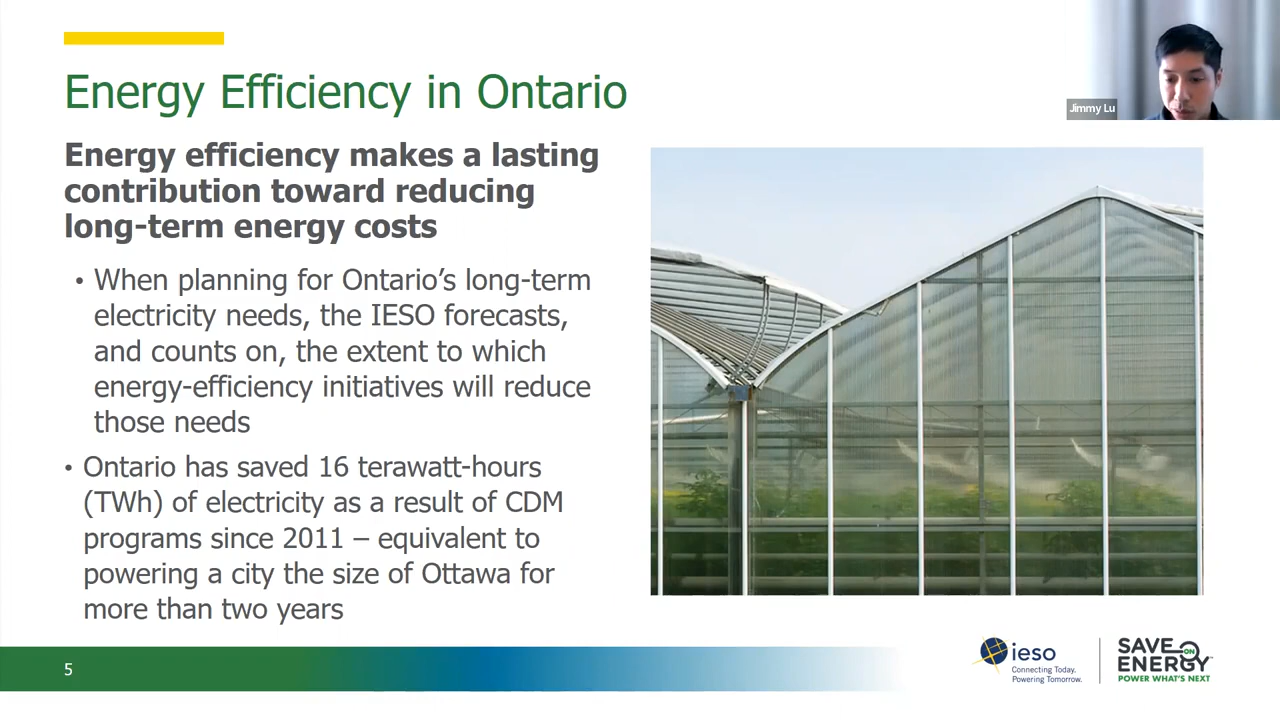 Energy Efficiency in Ontario
Jimmy Lu
Energy efficiency makes a lasting
contribution toward reducing
long-term energy costs
• When planning for Ontario’s long-term
electricity needs, the IESO forecasts,
and counts on, the extent to which
energy-efficiency initiatives will reduce
those needs
• Ontario has saved 16 terawatt-hours
(TWh) of electricity as a result of CDM
programs since 2011 – equivalent to
powering a city the size of Ottawa for
more than two years
5
ieso
Connecting Today.
Powering Tomorrow.
SAVE
ON
ENERGY™
POWER WHAT'S NEXT